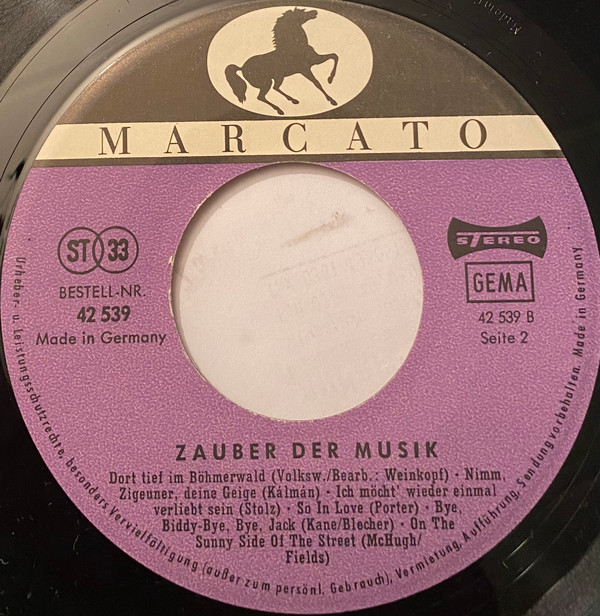 MARCATO
ST 33
BESTELL-NR.
42 539
Made in Germany
STEREO
GEMA
42 539 B
Seite 2
ZAUBER DER MUSIK
Dort tief im Böhmerwald (Volksw./Bearb.: Weinkopf) · Nimm,
Zigeuner, deine Geige (Kálmán) · Ich möcht' wieder einmal
verliebt sein (Stolz) · So In Love (Porter) · Bye,
Biddy-Bye, Bye, Jack (Kane/Blecher) · On The
Sunny Side Of The Street (McHugh/
Fields)
Urheber- u. Leistungsschutzrechte, besonders Vervielfältigung (außer zum persönl. Gebrauch), Vermietung, Aufführung, Sendung vorbehalten. Made in Germany